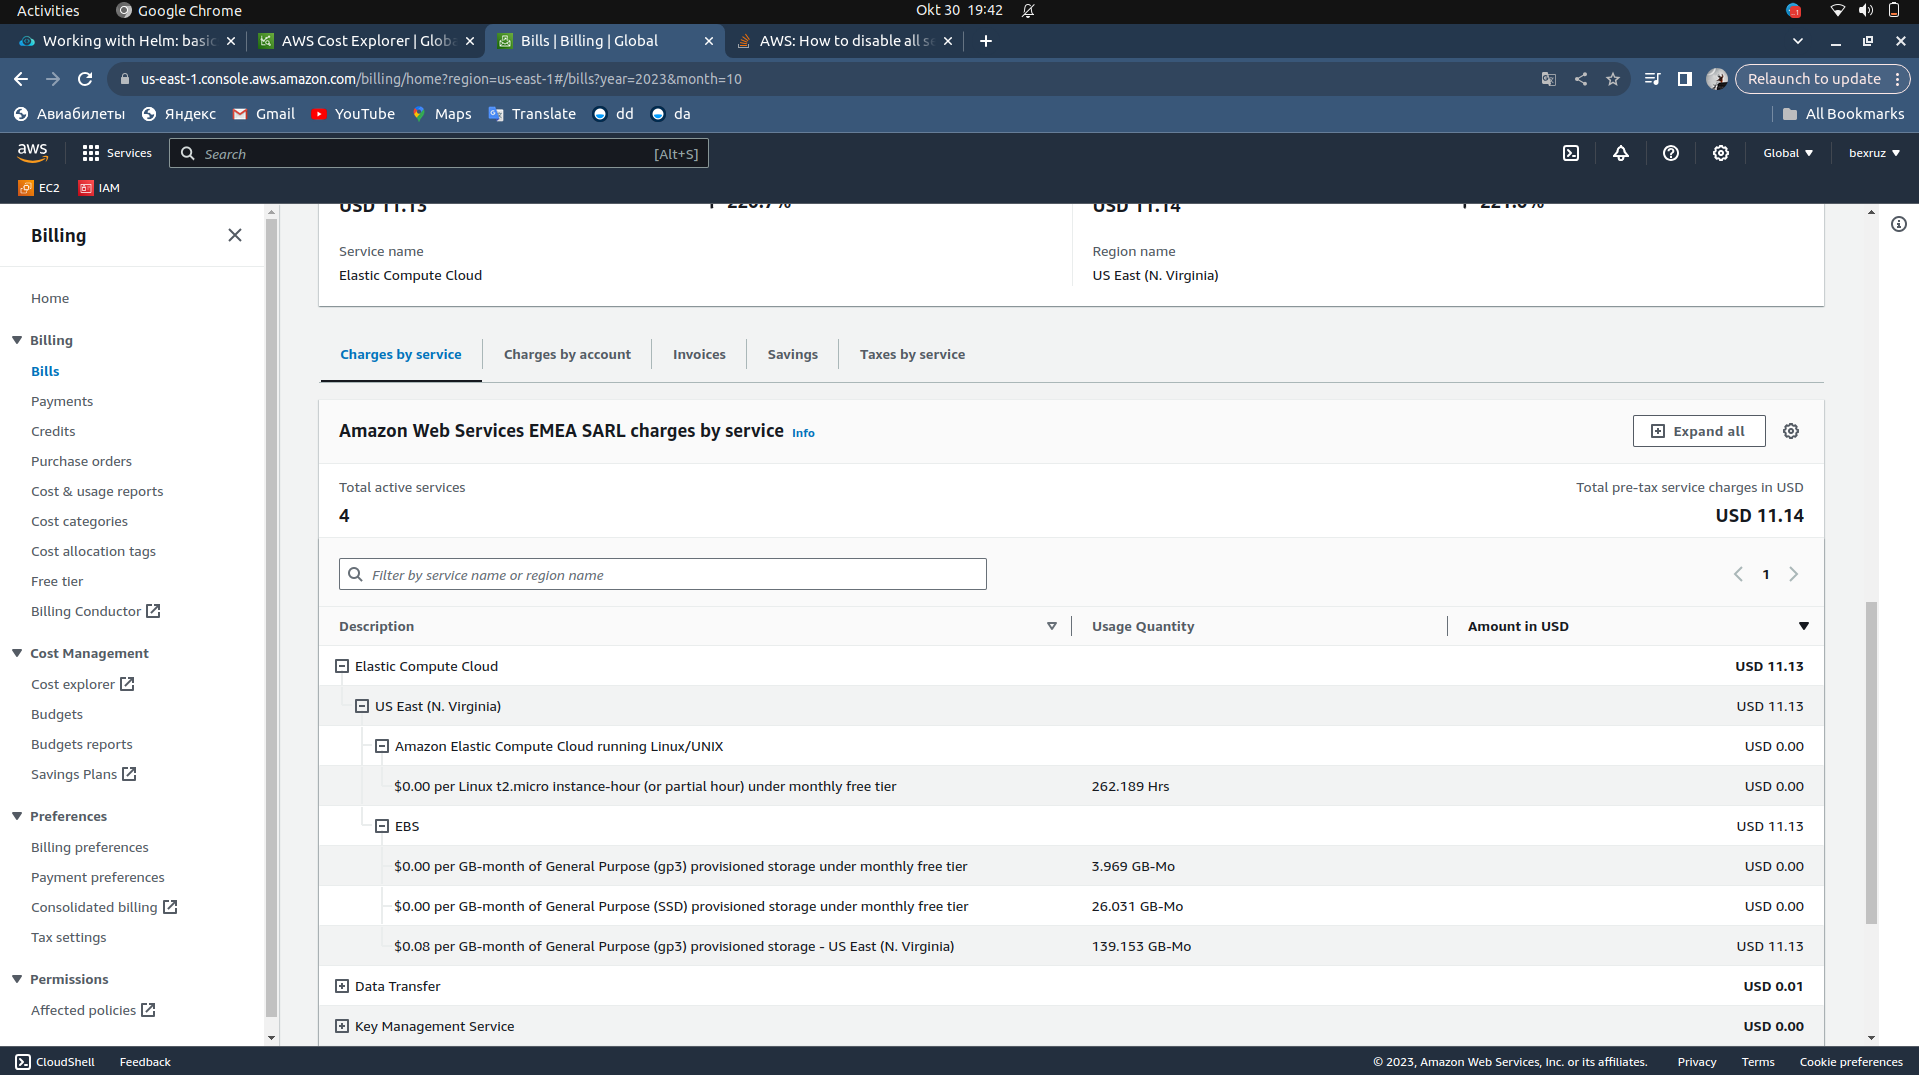 Activities
Google Chrome
Okt 30 19:42
Working with Helm: basic
AWS Cost Explorer | Globa
Bills | Billing | Global
AWS: How to disable all se
us-east-1.console.aws.amazon.com/billing/home?region=us-east-1#/bills?year=2023&month=10
Relaunch to update
Авиабилеты
Яндекс
Gmail
YouTube
Maps
Translate
dd
da
All Bookmarks
aws
Services
Search
[Alt+S]
Global
bexruz
EC2
IAM
Billing
Home
Billing
Bills
Payments
Credits
Purchase orders
Cost & usage reports
Cost categories
Cost allocation tags
Free tier
Billing Conductor
Cost Management
Cost explorer
Budgets
Budgets reports
Savings Plans
Preferences
Billing preferences
Payment preferences
Consolidated billing
Tax settings
Permissions
Affected policies
USD 11.13
USD 11.14
Service name
Elastic Compute Cloud
Region name
US East (N. Virginia)
Charges by service
Charges by account
Invoices
Savings
Taxes by service
Amazon Web Services EMEA SARL charges by service Info
Expand all
Total active services
4
Total pre-tax service charges in USD
USD 11.14
Filter by service name or region name
1
Description
Usage Quantity
Amount in USD
Elastic Compute Cloud USD 11.13
US East (N. Virginia) USD 11.13
Amazon Elastic Compute Cloud running Linux/UNIX USD 0.00
$0.00 per Linux t2.micro instance-hour (or partial hour) under monthly free tier 262.189 Hrs USD 0.00
EBS USD 11.13
$0.00 per GB-month of General Purpose (gp3) provisioned storage under monthly free tier 3.969 GB-Mo USD 0.00
$0.00 per GB-month of General Purpose (SSD) provisioned storage under monthly free tier 26.031 GB-Mo USD 0.00
$0.08 per GB-month of General Purpose (gp3) provisioned storage - US East (N. Virginia) 139.153 GB-Mo USD 11.13
Data Transfer USD 0.01
Key Management Service USD 0.00
CloudShell
Feedback
© 2023, Amazon Web Services, Inc. or its affiliates.
Privacy
Terms
Cookie preferences